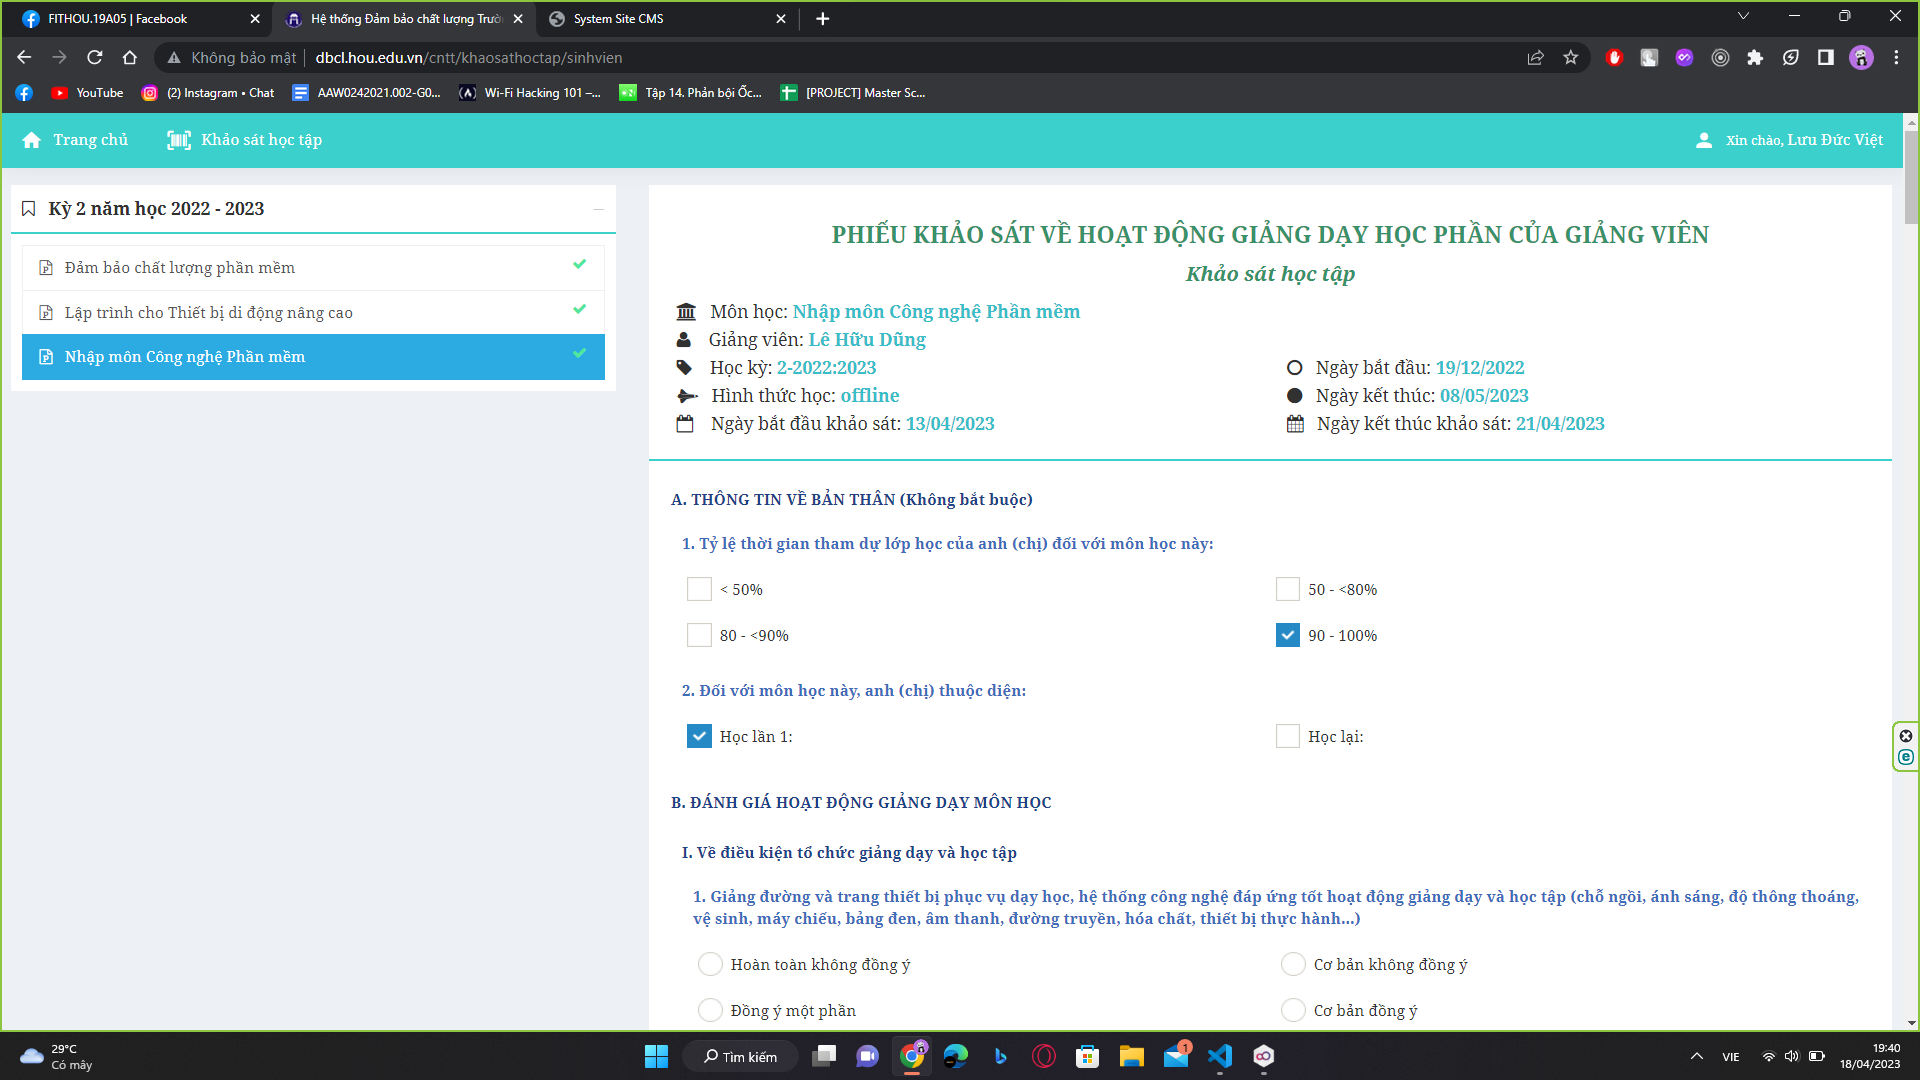 FITHOU.19A05 | Facebook
Hệ thống Đảm bảo chất lượng Trườ
System Site CMS
Không bảo mật | dbcl.hou.edu.vn/cntt/khaosathoctap/sinhvien
YouTube
(2) Instagram • Chat
AAW0242021.002-G0...
Wi-Fi Hacking 101 –...
Tập 14. Phản bội Ốc...
[PROJECT] Master Sc...
Trang chủ
Khảo sát học tập
Xin chào, Lưu Đức Việt
Kỳ 2 năm học 2022 - 2023
Đảm bảo chất lượng phần mềm
Lập trình cho Thiết bị di động nâng cao
Nhập môn Công nghệ Phần mềm
PHIẾU KHẢO SÁT VỀ HOẠT ĐỘNG GIẢNG DẠY HỌC PHẦN CỦA GIẢNG VIÊN
Khảo sát học tập
Môn học: Nhập môn Công nghệ Phần mềm
Giảng viên: Lê Hữu Dũng
Học kỳ: 2-2022:2023
Ngày bắt đầu: 19/12/2022
Hình thức học: offline
Ngày kết thúc: 08/05/2023
Ngày bắt đầu khảo sát: 13/04/2023
Ngày kết thúc khảo sát: 21/04/2023
A. THÔNG TIN VỀ BẢN THÂN (Không bắt buộc)
1. Tỷ lệ thời gian tham dự lớp học của anh (chị) đối với môn học này:
< 50%
50 - <80%
80 - <90%
90 - 100%
2. Đối với môn học này, anh (chị) thuộc diện:
Học lần 1:
Học lại:
B. ĐÁNH GIÁ HOẠT ĐỘNG GIẢNG DẠY MÔN HỌC
I. Về điều kiện tổ chức giảng dạy và học tập
1. Giảng đường và trang thiết bị phục vụ dạy học, hệ thống công nghệ đáp ứng tốt hoạt động giảng dạy và học tập (chỗ ngồi, ánh sáng, độ thông thoáng,
vệ sinh, máy chiếu, bảng đen, âm thanh, đường truyền, hóa chất, thiết bị thực hành...)
Hoàn toàn không đồng ý
Cơ bản không đồng ý
Đồng ý một phần
Cơ bản đồng ý
29°C
Có mây
Tìm kiếm
1
VIE
19:40
18/04/2023